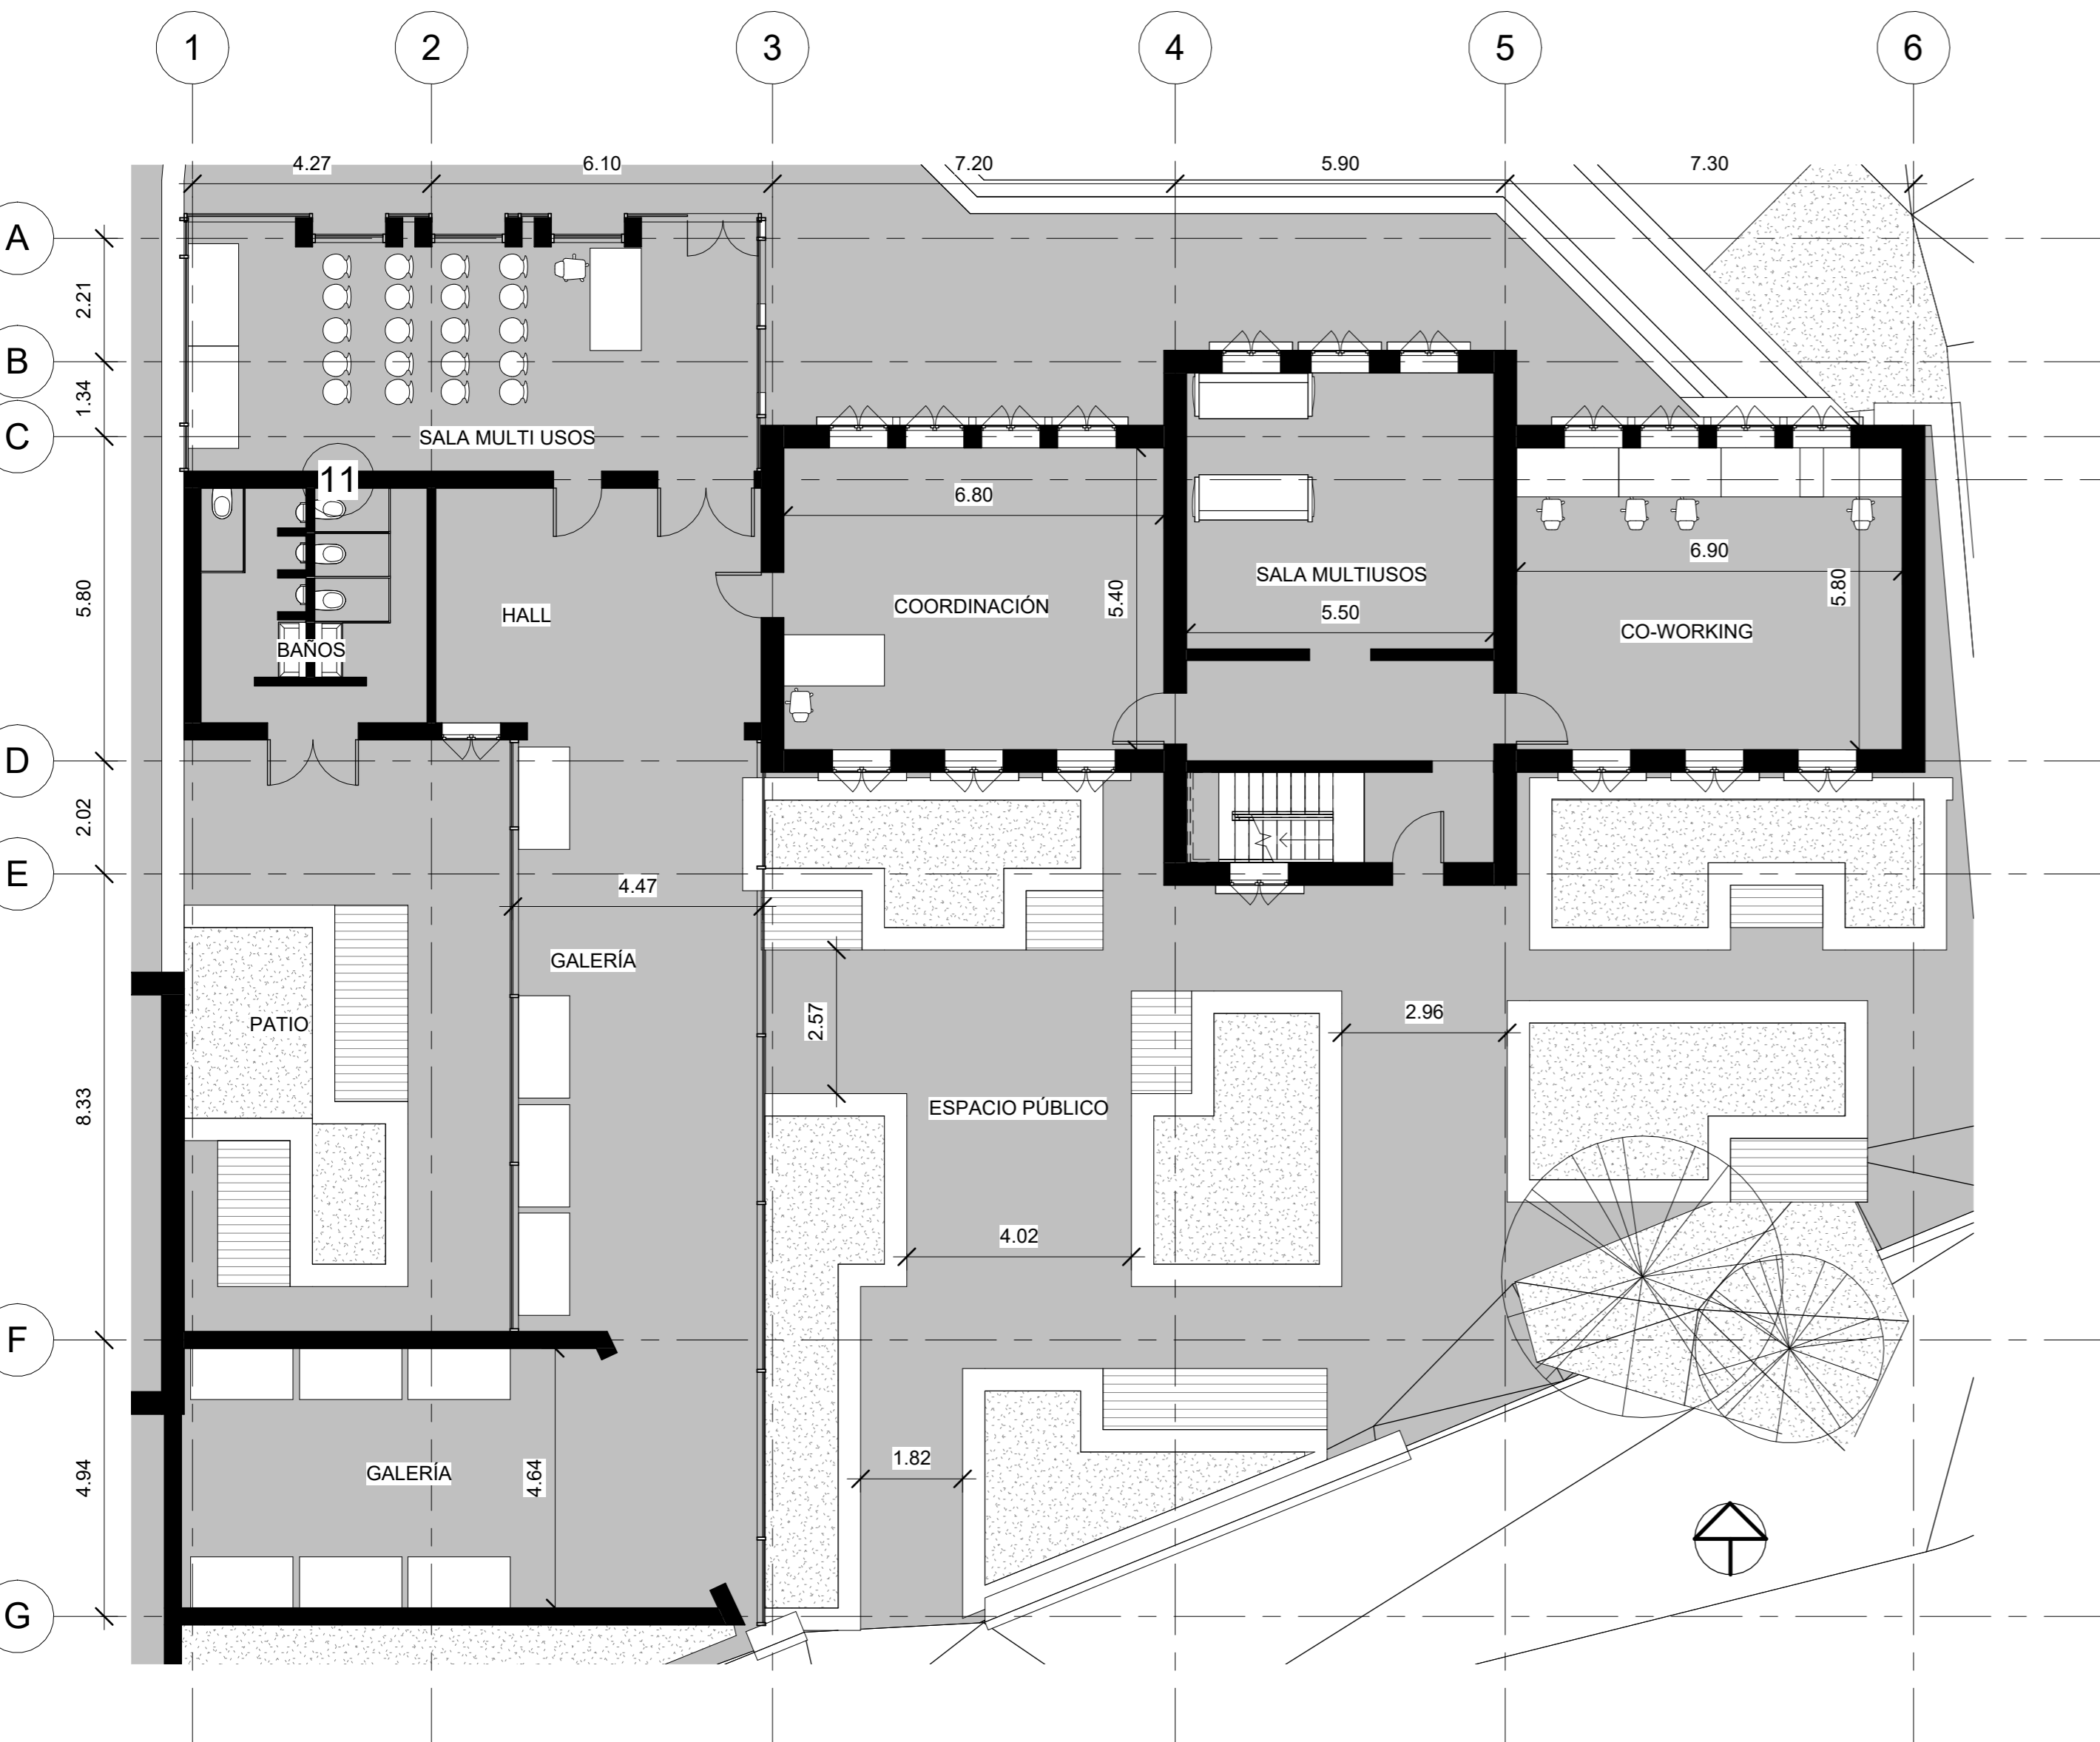 1 2 3 4 5 6
4.27 6.10 7.20 5.90 7.30
A
2.21
B
1.34
C
SALA MULTI USOS
11
6.80
6.90
5.80
HALL
COORDINACIÓN
5.40
SALA MULTIUSOS
5.50
5.80
CO-WORKING
BAÑOS
D
2.02
E
4.47
GALERÍA
PATIO
2.57
2.96
8.33
ESPACIO PÚBLICO
4.02
F
4.94
GALERÍA
4.64
1.82
G